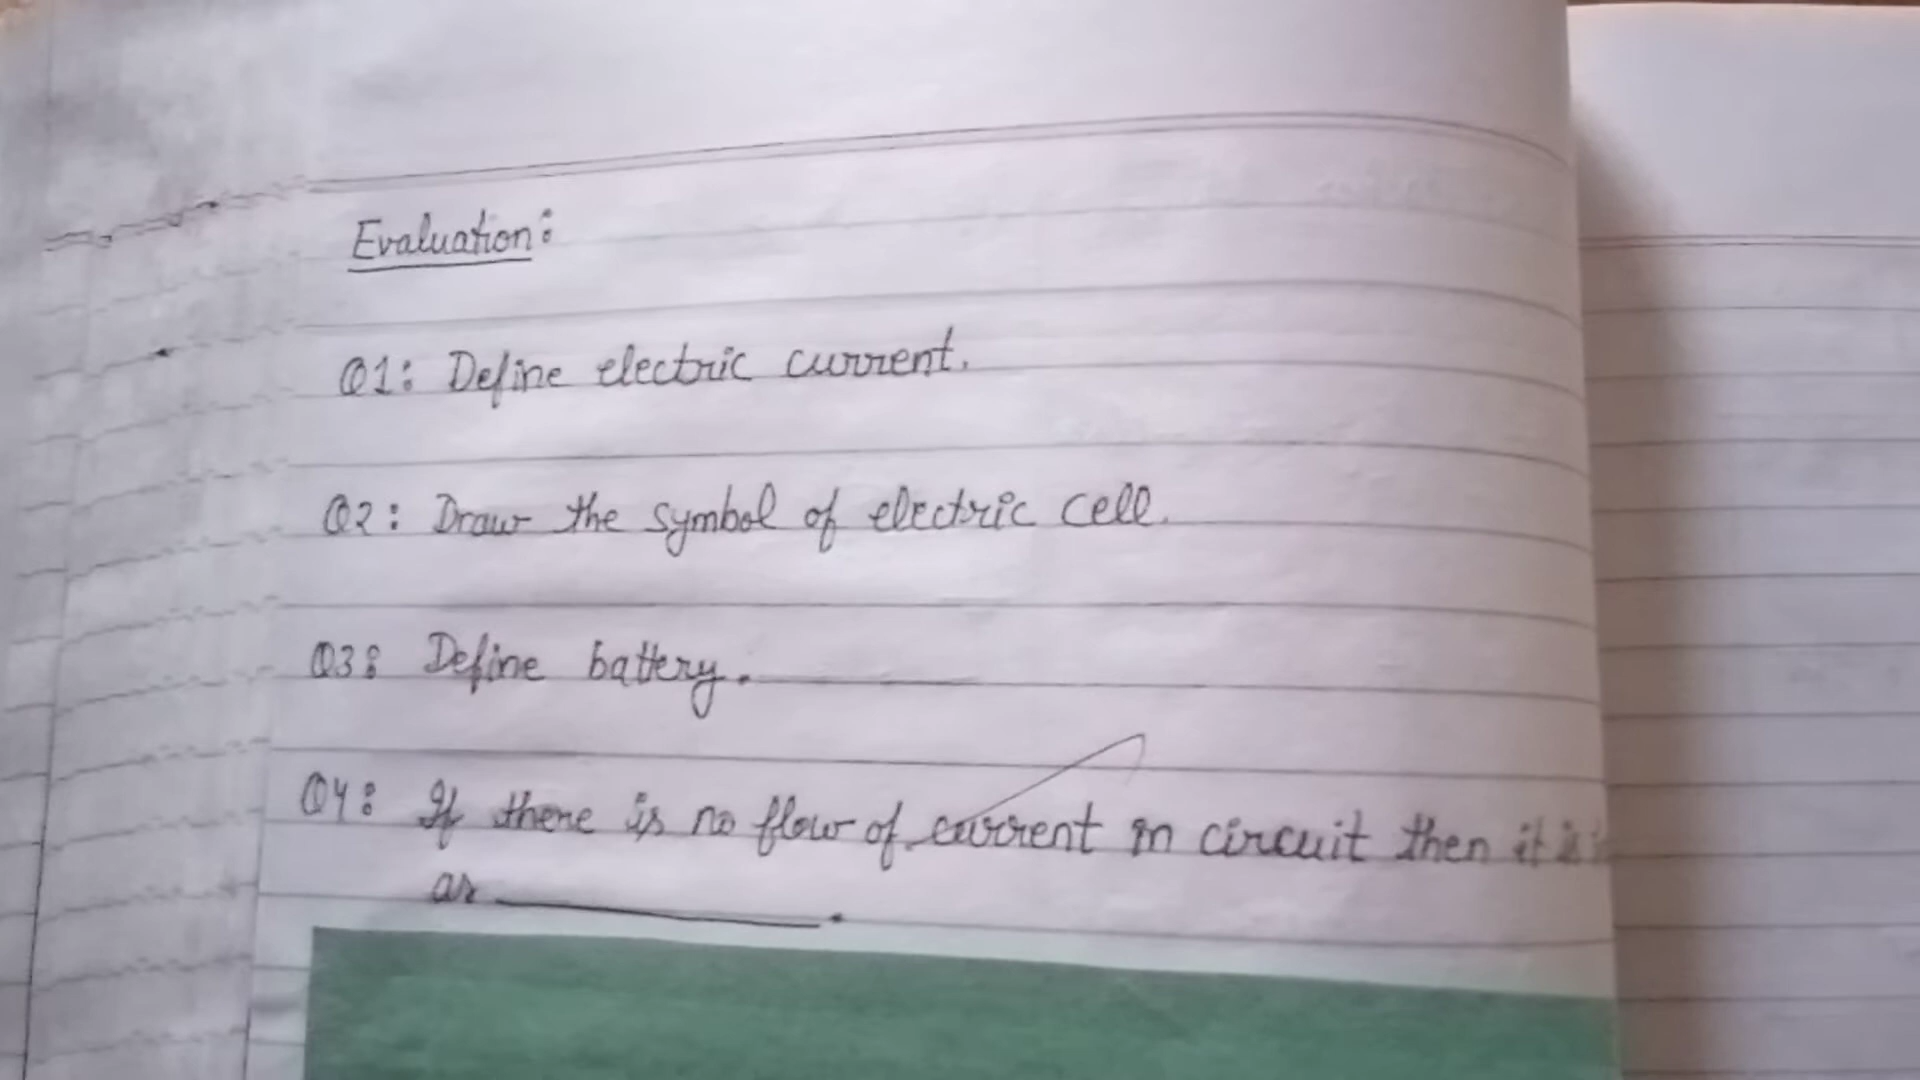 Evaluation:
Q1: Define electric current.
Q2: Draw the symbol of electric cell.
Q3: Define battery.
Q4: If there is no flow of current in circuit then it is
as ________.